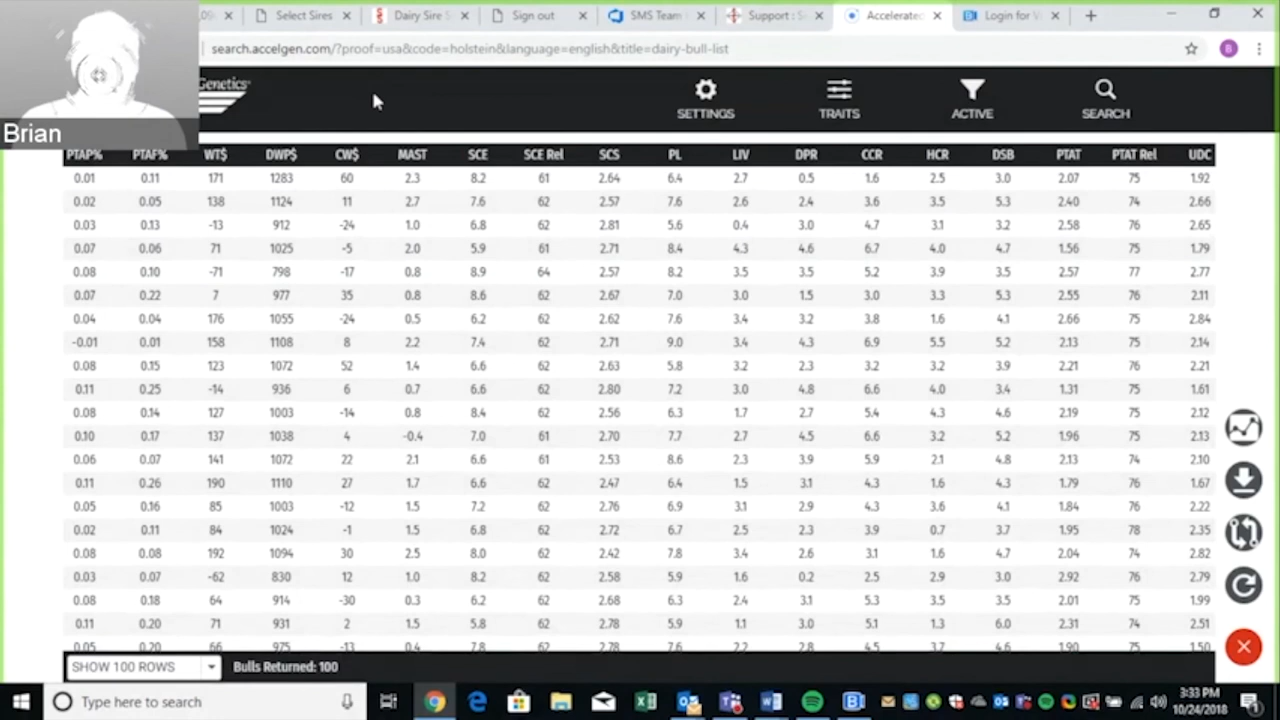 Select Sires
Dairy Sire S
Sign out
SMS Team
Support : S
Accelerated
Login for V
search.accelgen.com/?proof=usa&code=holstein&language=english&title=dairy-bull-list
B
Genetics
SETTINGS TRAITS ACTIVE SEARCH
Brian
PTAP% PTAF% WT$ DWP$ CW$ MAST SCE SCE Rel SCS PL LIV DPR CCR HCR DSB PTAT PTAT Rel UDC
0.01 0.11 171 1283 60 2.3 8.2 61 2.64 6.4 2.7 0.5 1.6 2.5 3.0 2.07 75 1.92
0.02 0.05 138 1124 11 2.7 7.6 62 2.57 7.6 2.6 2.4 3.6 3.5 5.3 2.40 74 2.66
0.03 0.13 -13 912 -24 1.0 6.8 62 2.81 5.6 0.4 3.0 4.7 3.1 3.2 2.58 76 2.65
0.07 0.06 71 1025 -5 2.0 5.9 61 2.71 8.4 4.3 4.6 6.7 4.0 4.7 1.56 75 1.79
0.08 0.10 -71 798 -17 0.8 8.9 64 2.57 8.2 3.5 3.5 5.2 3.9 3.5 2.57 77 2.77
0.07 0.22 7 977 35 0.8 8.6 62 2.67 7.0 3.0 1.5 3.0 3.3 5.3 2.55 76 2.11
0.04 0.04 176 1055 -24 0.5 6.2 62 2.62 7.6 3.4 3.2 3.8 1.6 4.1 2.66 75 2.84
-0.01 0.01 158 1108 8 2.2 7.4 62 2.71 9.0 3.4 4.3 6.9 5.5 5.2 2.13 75 2.14
0.08 0.15 123 1072 52 1.4 6.6 62 2.63 5.8 3.2 2.3 3.2 3.2 3.9 2.21 76 2.21
0.11 0.25 -14 936 6 0.7 6.6 62 2.80 7.2 3.0 4.8 6.6 4.0 3.4 1.31 75 1.61
0.08 0.14 127 1003 -14 0.8 8.4 62 2.56 6.3 1.7 2.7 5.4 4.3 4.6 2.19 75 2.12
0.10 0.17 137 1038 4 -0.4 7.0 61 2.70 7.7 2.7 4.5 6.6 3.2 5.2 1.96 75 2.13
0.06 0.07 141 1072 22 2.1 6.6 61 2.53 8.6 2.3 3.9 5.9 2.1 4.8 2.13 74 2.10
0.11 0.26 190 1110 27 1.7 6.6 62 2.47 6.4 1.5 3.1 4.3 1.6 4.3 1.79 76 1.67
0.05 0.16 85 1003 -12 1.5 7.2 62 2.76 6.9 3.1 2.9 4.3 3.6 4.1 1.84 76 2.22
0.02 0.11 84 1024 -1 1.5 6.8 62 2.72 6.7 2.5 2.3 3.9 0.7 3.7 1.95 78 2.35
0.08 0.08 192 1094 30 2.5 8.0 62 2.42 7.8 3.4 2.6 3.1 1.6 4.7 2.04 74 2.82
0.03 0.07 -62 830 12 1.0 8.2 62 2.58 5.9 1.6 0.2 2.5 2.9 3.0 2.92 76 2.79
0.08 0.18 64 914 -30 0.3 6.2 62 2.68 6.3 2.4 3.1 5.3 3.5 3.5 2.01 75 1.99
0.11 0.20 71 931 2 1.5 5.8 62 2.78 5.9 1.1 3.0 5.1 1.3 6.0 2.31 74 2.51
0.05 0.20 66 975 -13 0.4 7.8 62 2.78 7.6 2.2 2.8 4.5 3.7 4.6 1.90 75 1.50
SHOW 100 ROWS Bulls Returned: 100
Type here to search
3:33 PM
10/24/2018